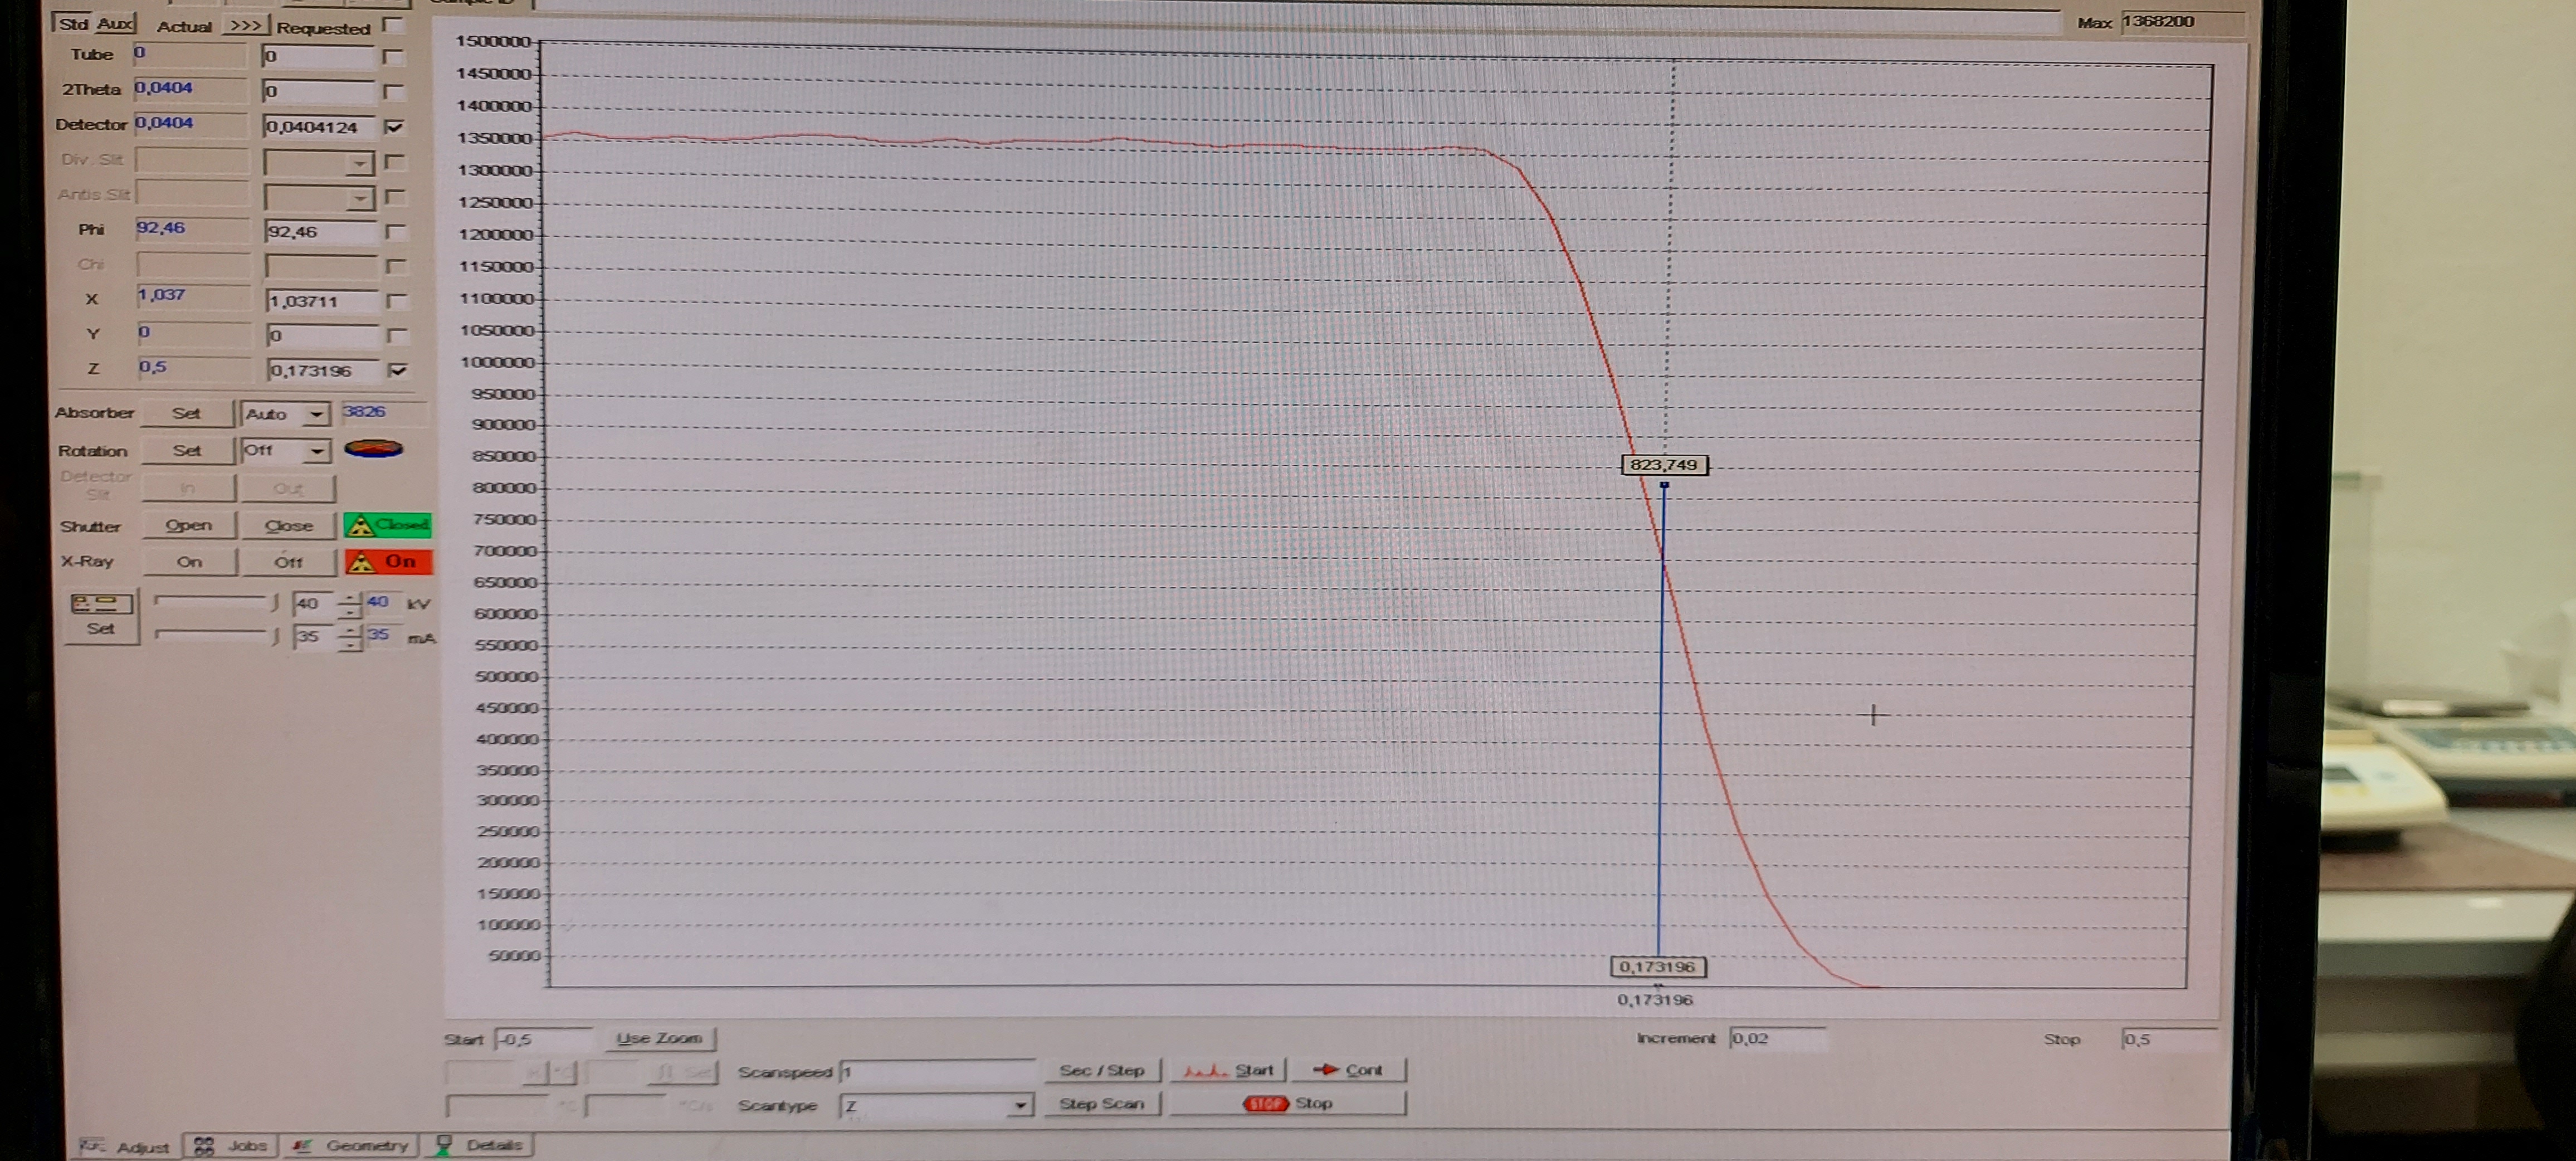 Max 1368200
Std Aux Actual >>> Requested
Tube 0 0
2Theta 0,0404 0
Detector 0,0404 0,0404124
Div. Slit
Antis.Slit
Phi 92,46 92,46
Chi
X 1,037 1,03711
Y 0 0
Z 0,5 0,173196
Absorber Set Auto 3826
Rotation Set Off
Detector
Slit In Out
Shutter Open Close Closed
X-Ray On Off On
40 40 kV
Set 35 35 mA
1500000
1450000
1400000
1350000
1300000
1250000
1200000
1150000
1100000
1050000
1000000
950000
900000
850000
800000
750000
700000
650000
600000
550000
500000
450000
400000
350000
300000
250000
200000
150000
100000
50000
823,749
0,173196
0,173196
Start -0,5 Use Zoom Increment 0,02 Stop 0,5
Scanspeed 1 Sec / Step Start Cont
Scantype Z Step Scan STOP Stop
Adjust Jobs Geometry Details